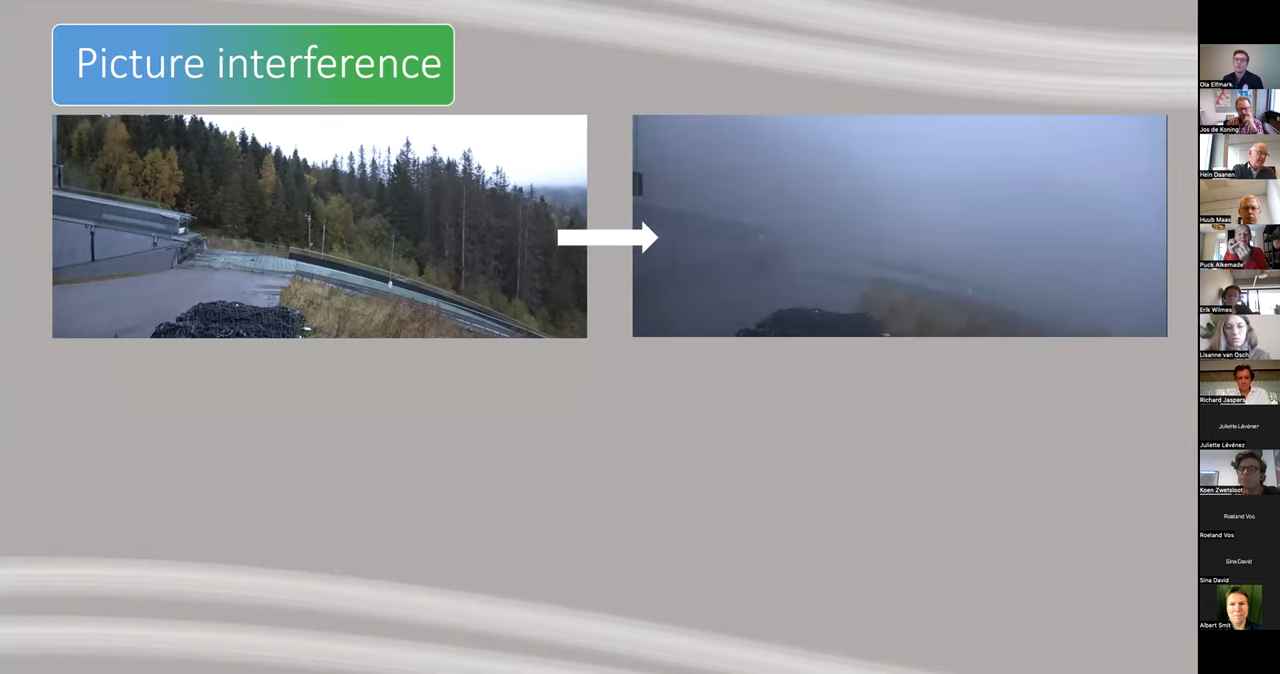 Picture interference
Ola Elfmark
Jos de Koning
Hein Daanen
Huub Maas
Puck Alkemade
Erik Wilmes
Lisanne van Osch
Richard Jaspers
Juliette Lévénez
Juliette Lévénez
Koen Zwetsloot
Roeland Vos
Roeland Vos
Sina David
Sina David
Albert Smit